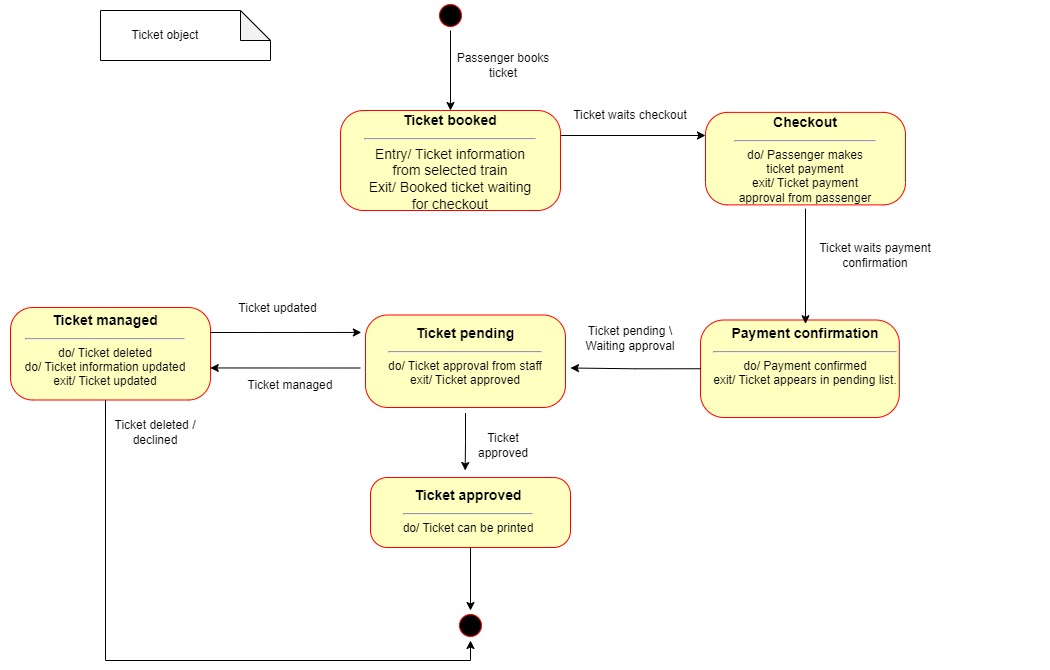 Ticket object
Passenger books
ticket
Ticket booked
Entry/ Ticket information
from selected train
Exit/ Booked ticket waiting
for checkout
Ticket waits checkout
Checkout
do/ Passenger makes
ticket payment
exit/ Ticket payment
approval from passenger
Ticket waits payment
confirmation
Payment confirmation
do/ Payment confirmed
exit/ Ticket appears in pending list.
Ticket pending \
Waiting approval
Ticket pending
do/ Ticket approval from staff
exit/ Ticket approved
Ticket updated
Ticket managed
Ticket managed
do/ Ticket deleted
do/ Ticket information updated
exit/ Ticket updated
Ticket deleted /
declined
Ticket
approved
Ticket approved
do/ Ticket can be printed